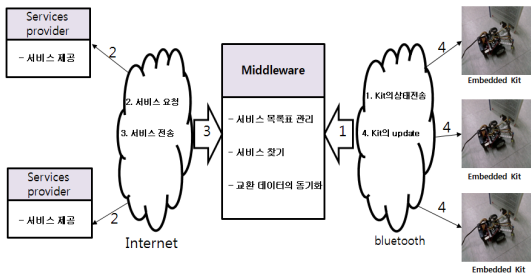 Services
provider
– 서비스 제공
2
2. 서비스 요청
3. 서비스 전송
3
Middleware
– 서비스 목록표 관리
– 서비스 찾기
– 교환 데이터의 동기화
1
1. Kit의상태전송
4. Kit의 update
4
Embedded Kit
4
Embedded Kit
4
Embedded Kit
Services
provider
– 서비스 제공
2
Internet
bluetooth